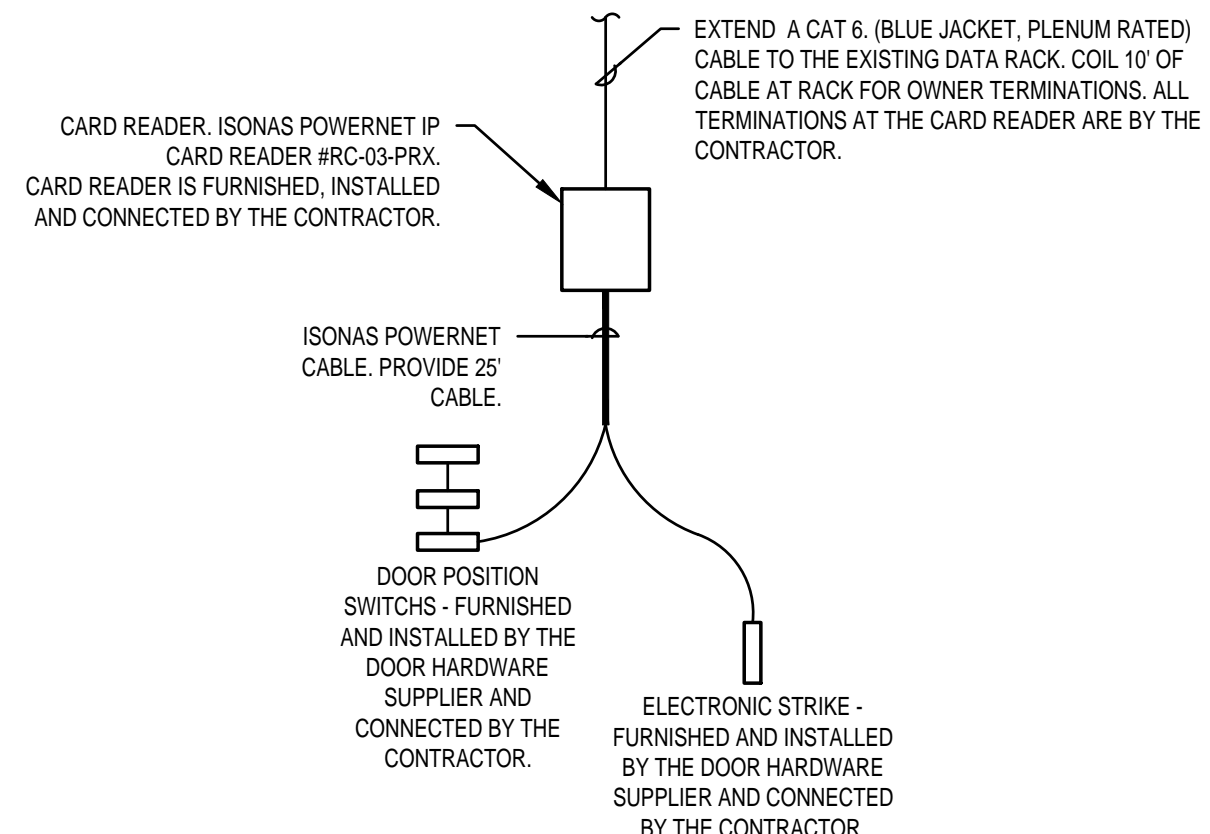 EXTEND A CAT 6. (BLUE JACKET, PLENUM RATED)
CABLE TO THE EXISTING DATA RACK. COIL 10' OF
CABLE AT RACK FOR OWNER TERMINATIONS. ALL
TERMINATIONS AT THE CARD READER ARE BY THE
CONTRACTOR.
CARD READER. ISONAS POWERNET IP
CARD READER #RC-03-PRX.
CARD READER IS FURNISHED, INSTALLED
AND CONNECTED BY THE CONTRACTOR.
ISONAS POWERNET
CABLE. PROVIDE 25'
CABLE.
DOOR POSITION
SWITCHS - FURNISHED
AND INSTALLED BY THE
DOOR HARDWARE
SUPPLIER AND
CONNECTED BY THE
CONTRACTOR.
ELECTRONIC STRIKE -
FURNISHED AND INSTALLED
BY THE DOOR HARDWARE
SUPPLIER AND CONNECTED
BY THE CONTRACTOR